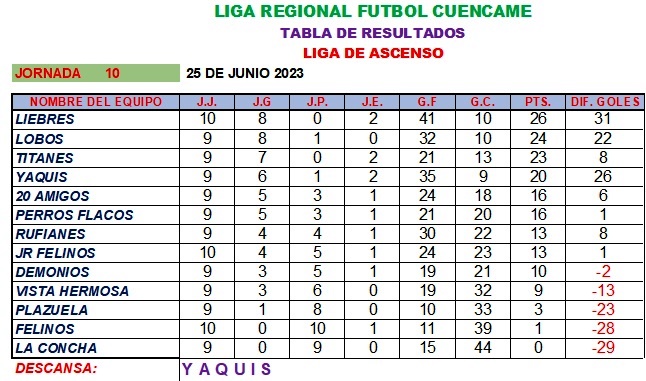 LIGA REGIONAL FUTBOL CUENCAME
TABLA DE RESULTADOS
LIGA DE ASCENSO
JORNADA 10 25 DE JUNIO 2023
NOMBRE DEL EQUIPO J.J. J.G J.P. J.E. G.F G.C. PTS. DIF. GOLES
LIEBRES 10 8 0 2 41 10 26 31
LOBOS 9 8 1 0 32 10 24 22
TITANES 9 7 0 2 21 13 23 8
YAQUIS 9 6 1 2 35 9 20 26
20 AMIGOS 9 5 3 1 24 18 16 6
PERROS FLACOS 9 5 3 1 21 20 16 1
RUFIANES 9 4 4 1 30 22 13 8
JR FELINOS 10 4 5 1 24 23 13 1
DEMONIOS 9 3 5 1 19 21 10 -2
VISTA HERMOSA 9 3 6 0 19 32 9 -13
PLAZUELA 9 1 8 0 10 33 3 -23
FELINOS 10 0 10 1 11 39 1 -28
LA CONCHA 9 0 9 0 15 44 0 -29
DESCANSA: Y A Q U I S